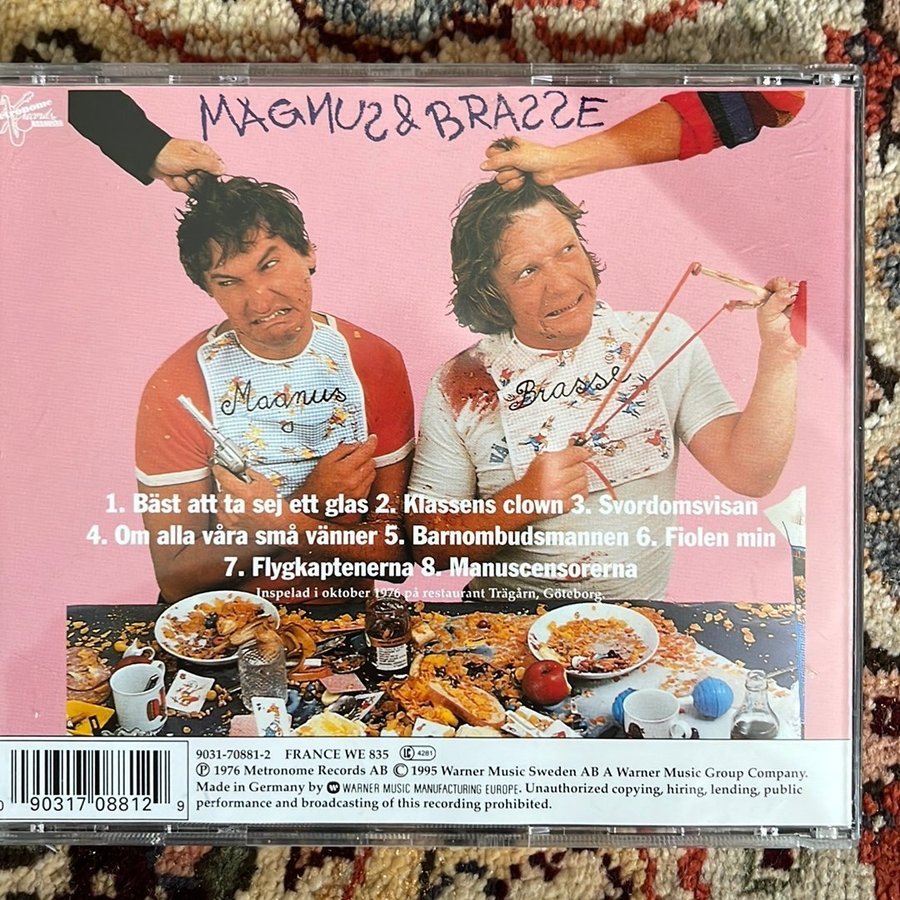 MAGNUS & BRASSE
Magnus
Brasse
1. Bäst att ta sej ett glas 2. Klassens clown 3. Svordomsvisan
4. Om alla våra små vänner 5. Barnombudsmannen 6. Fiolen min
7. Flygkaptenerna 8. Manuscensorerna
Inspelad i oktober 1976 på restaurant Trägårn, Göteborg.
9031-70881-2 FRANCE WE 835 LC 4281
Ⓟ 1976 Metronome Records AB © 1995 Warner Music Sweden AB A Warner Music Group Company.
Made in Germany by WARNER MUSIC MANUFACTURING EUROPE. Unauthorized copying, hiring, lending, public
performance and broadcasting of this recording prohibited.
0 90317 08812 9